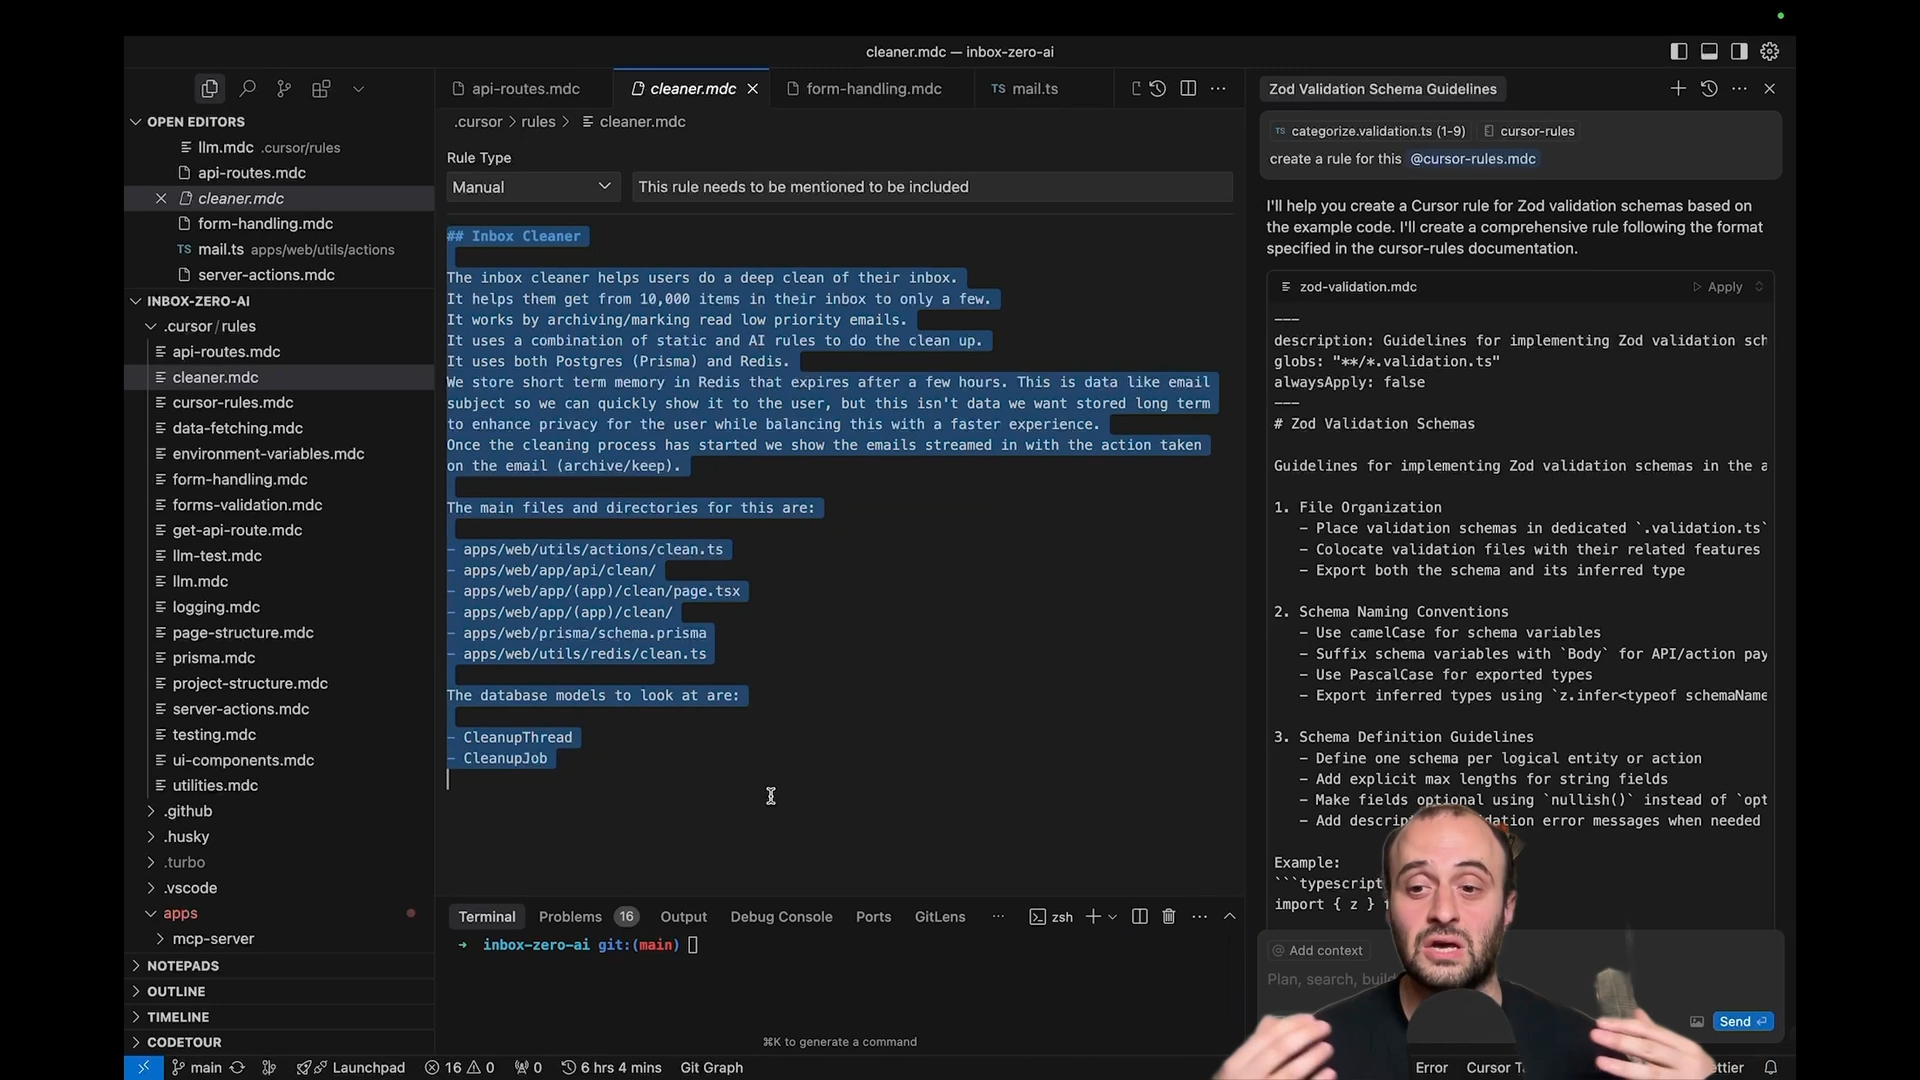 cleaner.mdc — inbox-zero-ai
OPEN EDITORS
llm.mdc .cursor/rules
api-routes.mdc
cleaner.mdc
form-handling.mdc
TS mail.ts apps/web/utils/actions
server-actions.mdc
INBOX-ZERO-AI
.cursor/rules
api-routes.mdc
cleaner.mdc
cursor-rules.mdc
data-fetching.mdc
environment-variables.mdc
form-handling.mdc
forms-validation.mdc
get-api-route.mdc
llm-test.mdc
llm.mdc
logging.mdc
page-structure.mdc
prisma.mdc
project-structure.mdc
server-actions.mdc
testing.mdc
ui-components.mdc
utilities.mdc
.github
.husky
.turbo
.vscode
apps
mcp-server
NOTEPADS
OUTLINE
TIMELINE
CODETOUR
api-routes.mdc cleaner.mdc form-handling.mdc TS mail.ts
.cursor > rules > cleaner.mdc
Rule Type
Manual This rule needs to be mentioned to be included
## Inbox Cleaner
The inbox cleaner helps users do a deep clean of their inbox.
It helps them get from 10,000 items in their inbox to only a few.
It works by archiving/marking read low priority emails.
It uses a combination of static and AI rules to do the clean up.
It uses both Postgres (Prisma) and Redis.
We store short term memory in Redis that expires after a few hours. This is data like email
subject so we can quickly show it to the user, but this isn't data we want stored long term
to enhance privacy for the user while balancing this with a faster experience.
Once the cleaning process has started we show the emails streamed in with the action taken
on the email (archive/keep).
The main files and directories for this are:
- apps/web/utils/actions/clean.ts
- apps/web/app/api/clean/
- apps/web/app/(app)/clean/page.tsx
- apps/web/app/(app)/clean/
- apps/web/prisma/schema.prisma
- apps/web/utils/redis/clean.ts
The database models to look at are:
- CleanupThread
- CleanupJob
Terminal Problems 16 Output Debug Console Ports GitLens zsh
inbox-zero-ai git:(main)
⌘K to generate a command
Zod Validation Schema Guidelines
TS categorize.validation.ts (1-9) cursor-rules
create a rule for this @cursor-rules.mdc
I'll help you create a Cursor rule for Zod validation schemas based on
the example code. I'll create a comprehensive rule following the format
specified in the cursor-rules documentation.
zod-validation.mdc Apply
---
description: Guidelines for implementing Zod validation sch
globs: "**/*.validation.ts"
alwaysApply: false
---
# Zod Validation Schemas
Guidelines for implementing Zod validation schemas in the a
1. File Organization
- Place validation schemas in dedicated `.validation.ts`
- Colocate validation files with their related features
- Export both the schema and its inferred type
2. Schema Naming Conventions
- Use camelCase for schema variables
- Suffix schema variables with `Body` for API/action pay
- Use PascalCase for exported types
- Export inferred types using `z.infer<typeof schemaName
3. Schema Definition Guidelines
- Define one schema per logical entity or action
- Add explicit max lengths for string fields
- Make fields optional using `nullish()` instead of `opt
- Add validation error messages when needed
Example:
```typescript
import { z }
@ Add context
Plan, search,
Send
main Launchpad 16 0 0 6 hrs 4 mins Git Graph Error Cursor